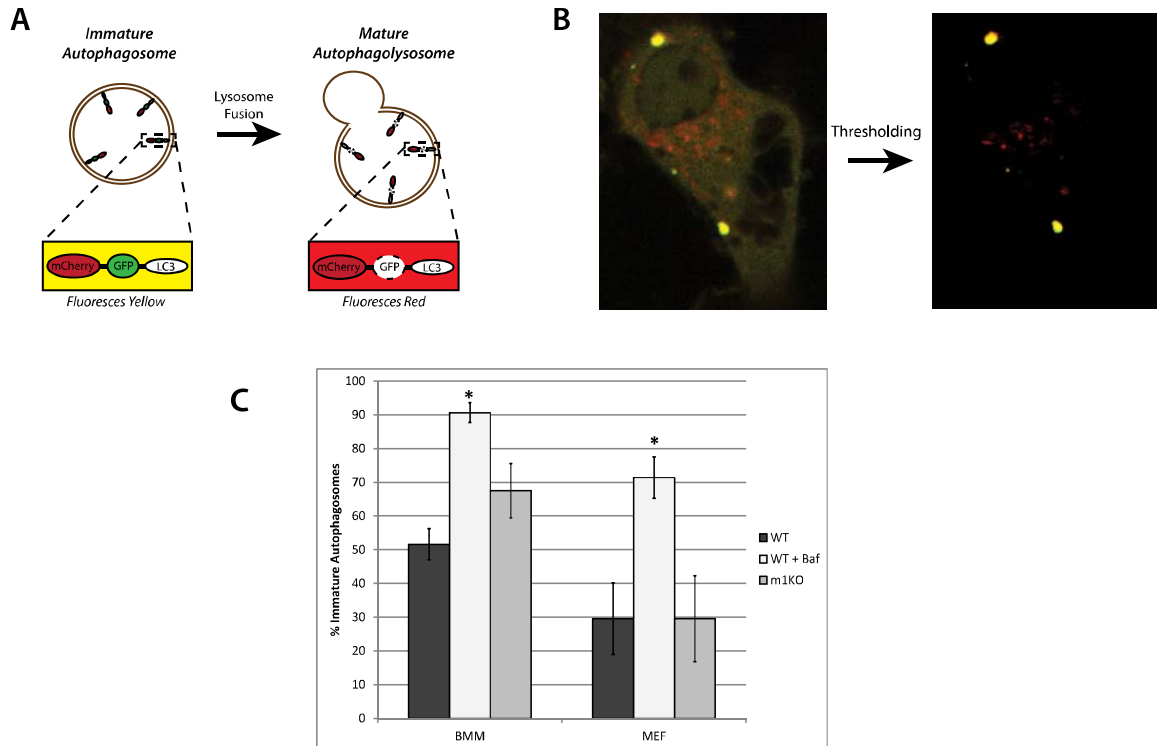 A
Immature
Autophagosome
Lysosome
Fusion
Mature
Autophagolysosome
mCherry
GFP
LC3
Fluoresces Yellow
mCherry
GFP
LC3
Fluoresces Red
B
Thresholding
C
% Immature Autophagosomes
100
90
80
70
60
50
40
30
20
10
0
*
*
BMM
MEF
WT
WT + Baf
m1KO